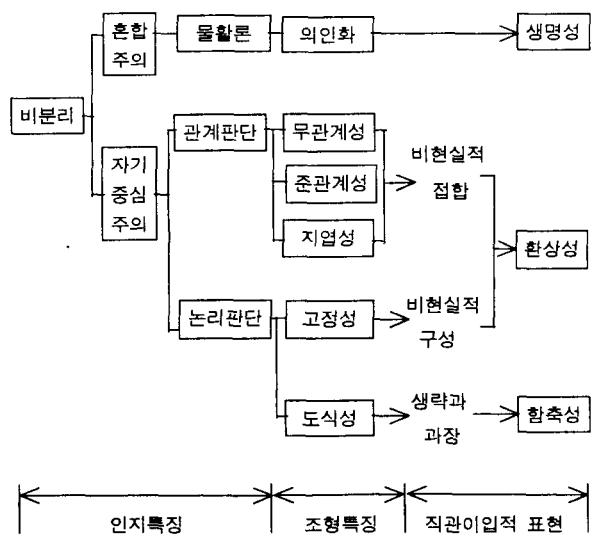 혼합
주의
물활론
의인화
생명성
비분리
자기
중심
주의
관계판단
무관계성
준관계성
지엽성
비현실적
접합
환상성
논리판단
고정성
비현실적
구성
도식성
생략과
과장
함축성
인지특징
조형특징
직관이입적 표현